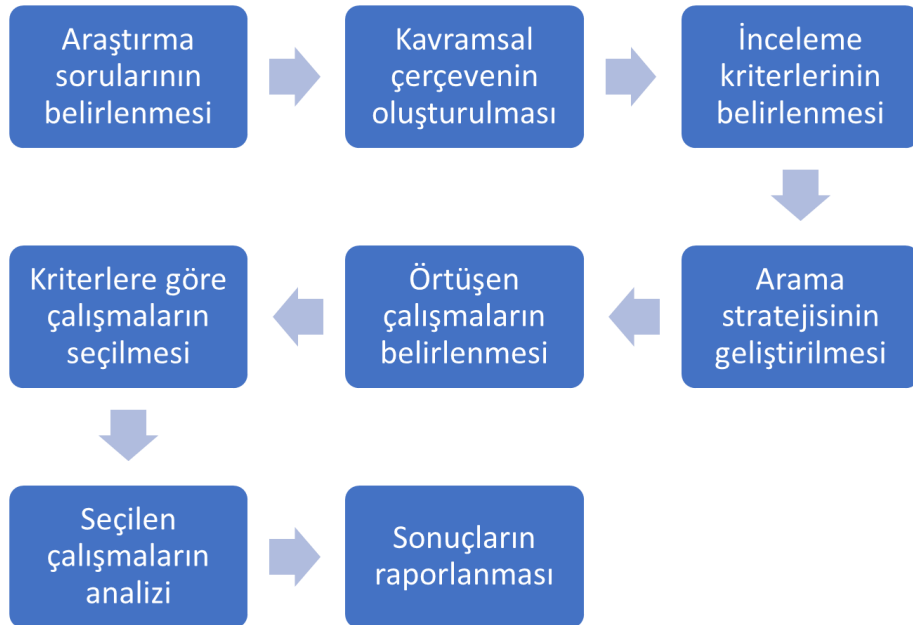 Araştırma
sorularının
belirlenmesi
Kavramsal
çerçevenin
oluşturulması
İnceleme
kriterlerinin
belirlenmesi
Arama
stratejisinin
geliştirilmesi
Örtüşen
çalışmaların
belirlenmesi
Kriterlere göre
çalışmaların
seçilmesi
Seçilen
çalışmaların
analizi
Sonuçların
raporlanması